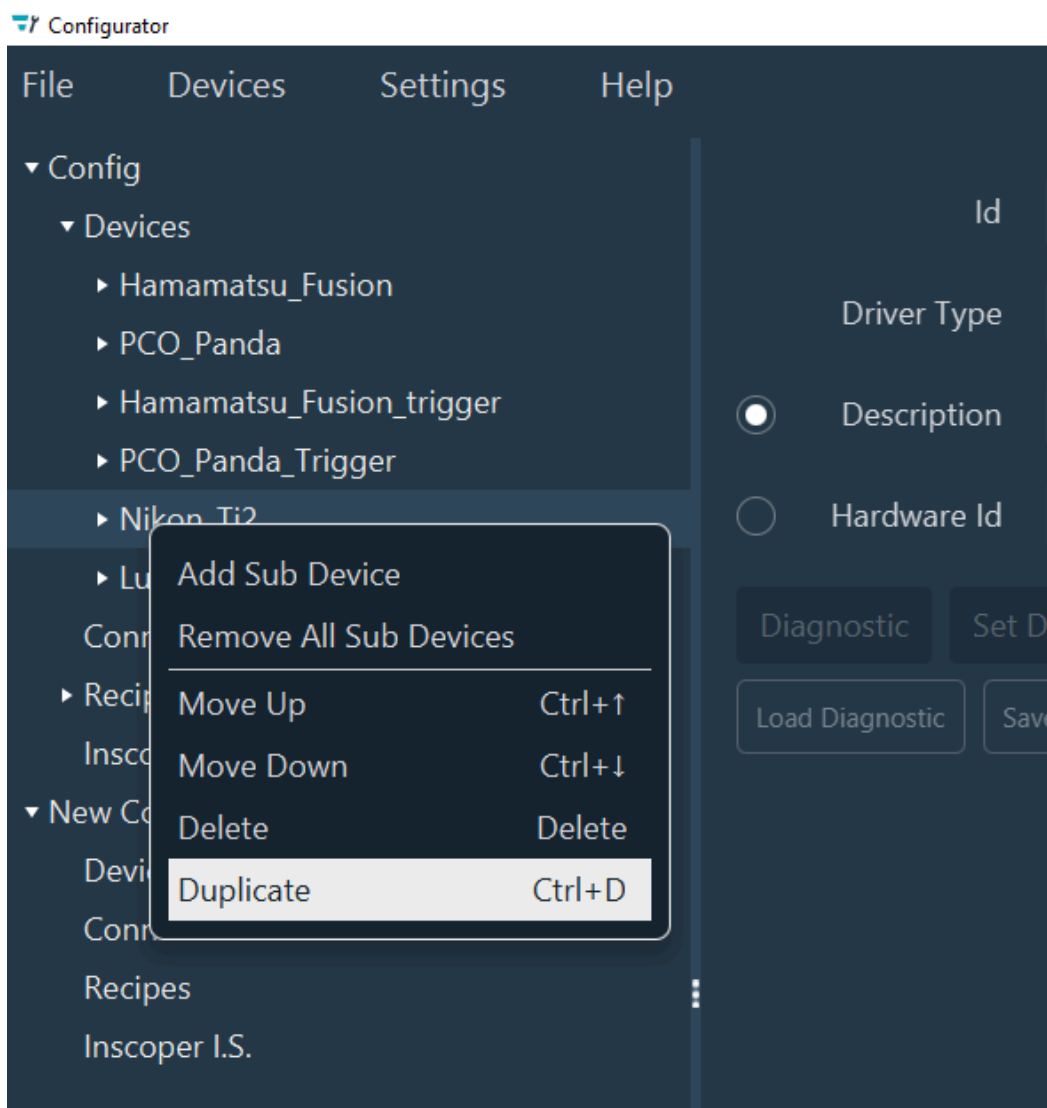 Configurator
File Devices Settings Help
Config
Devices
Hamamatsu_Fusion
PCO_Panda
Hamamatsu_Fusion_trigger
PCO_Panda_Trigger
Nikon_Ti2
Add Sub Device
Remove All Sub Devices
Move Up Ctrl+↑
Move Down Ctrl+↓
Delete Delete
Duplicate Ctrl+D
Recipes
Inscoper I.S.
Id
Driver Type
Description
Hardware Id
Diagnostic Set
Load Diagnostic